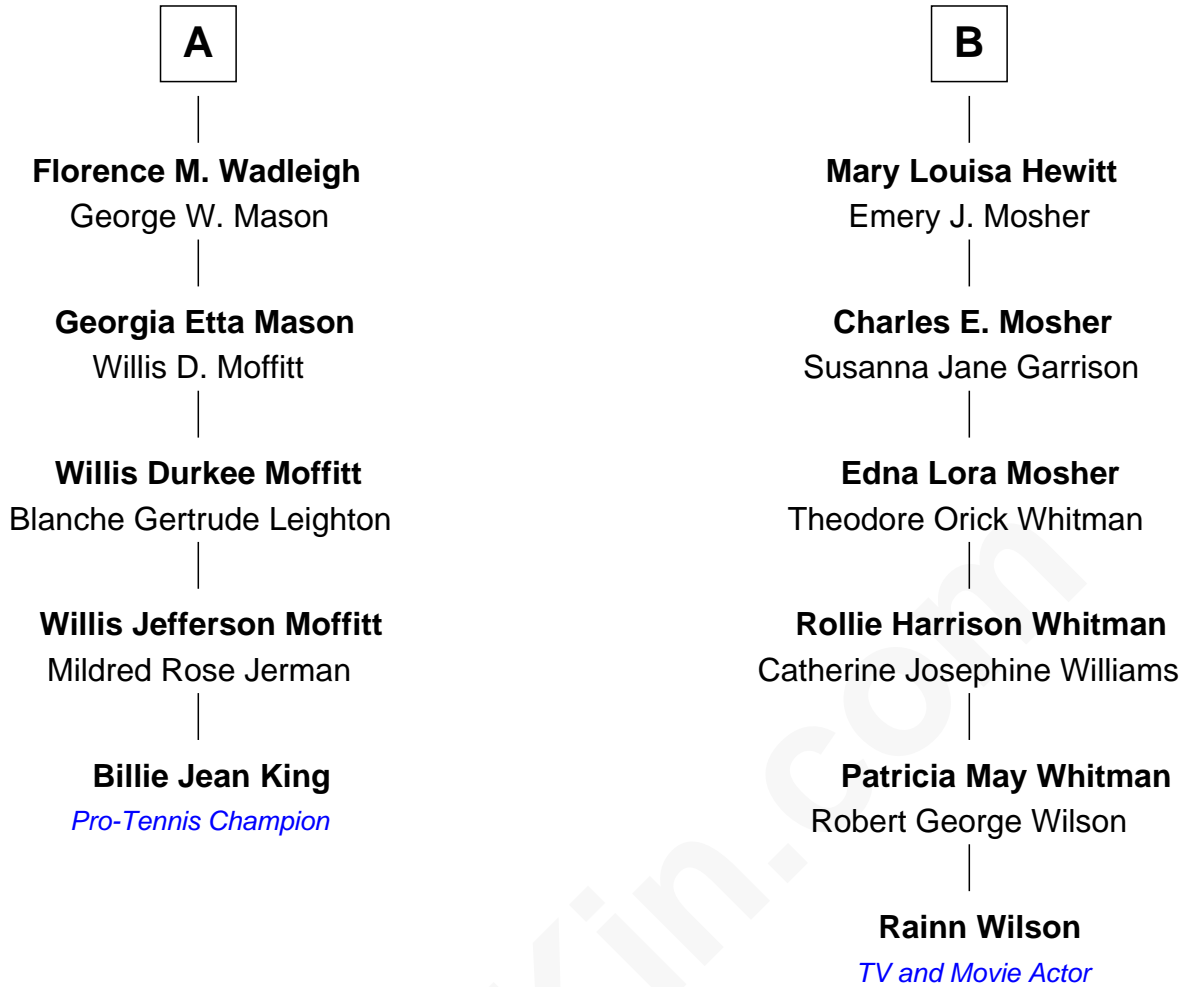 A
Florence M. Wadleigh
George W. Mason
Georgia Etta Mason
Willis D. Moffitt
Willis Durkee Moffitt
Blanche Gertrude Leighton
Willis Jefferson Moffitt
Mildred Rose Jerman
Billie Jean King
Pro-Tennis Champion
B
Mary Louisa Hewitt
Emery J. Mosher
Charles E. Mosher
Susanna Jane Garrison
Edna Lora Mosher
Theodore Orick Whitman
Rollie Harrison Whitman
Catherine Josephine Williams
Patricia May Whitman
Robert George Wilson
Rainn Wilson
TV and Movie Actor